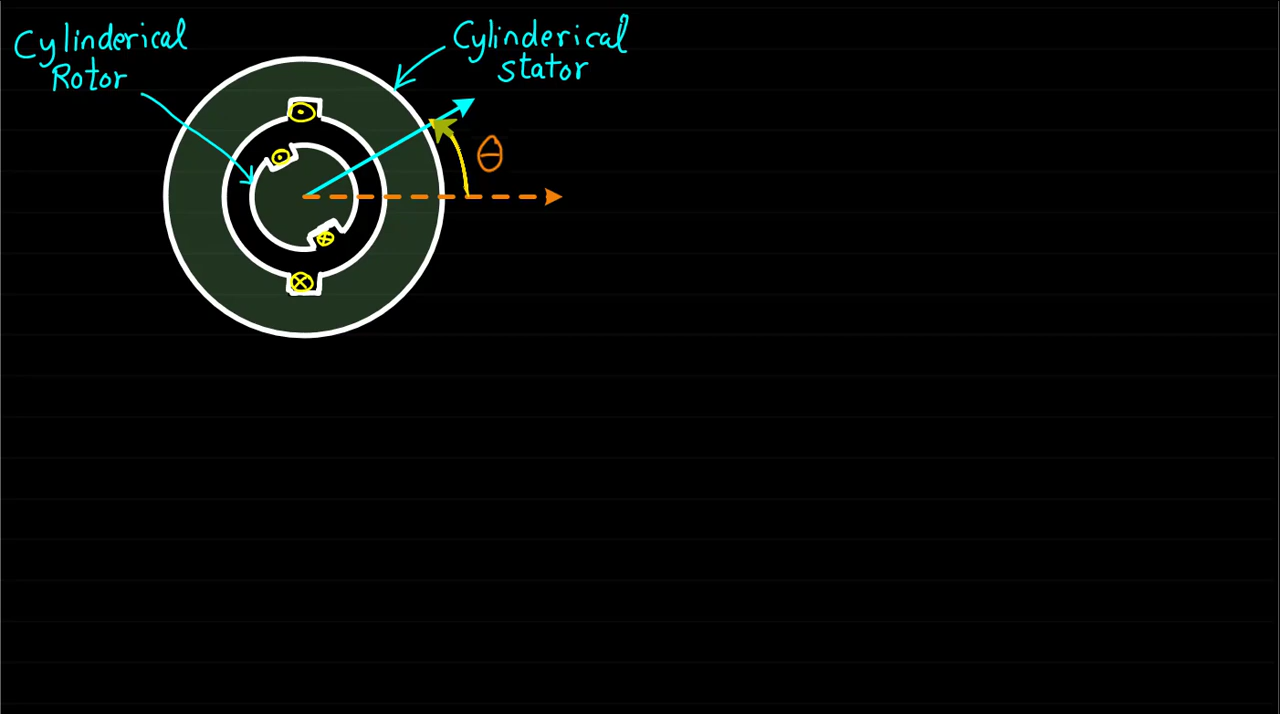 Cylinderical
Rotor
Cylinderical
stator
θ